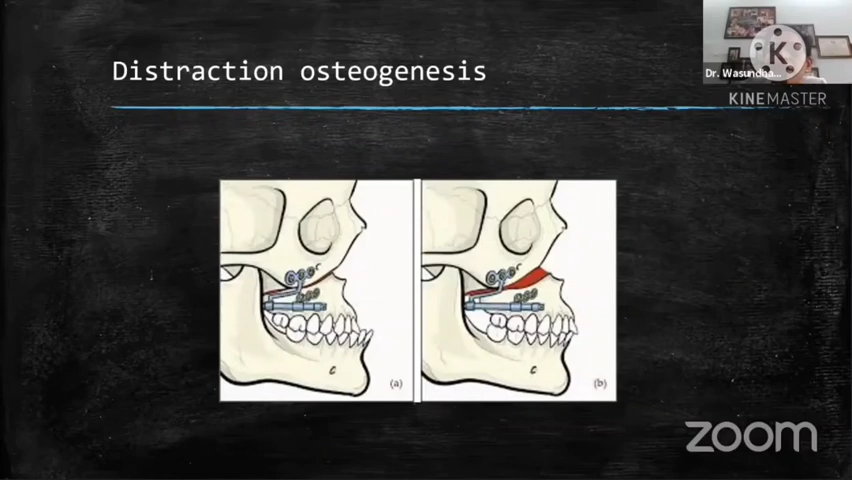 Distraction osteogenesis
Dr. Wasundha...
K
KINEMASTER
(a)
(b)
zoom